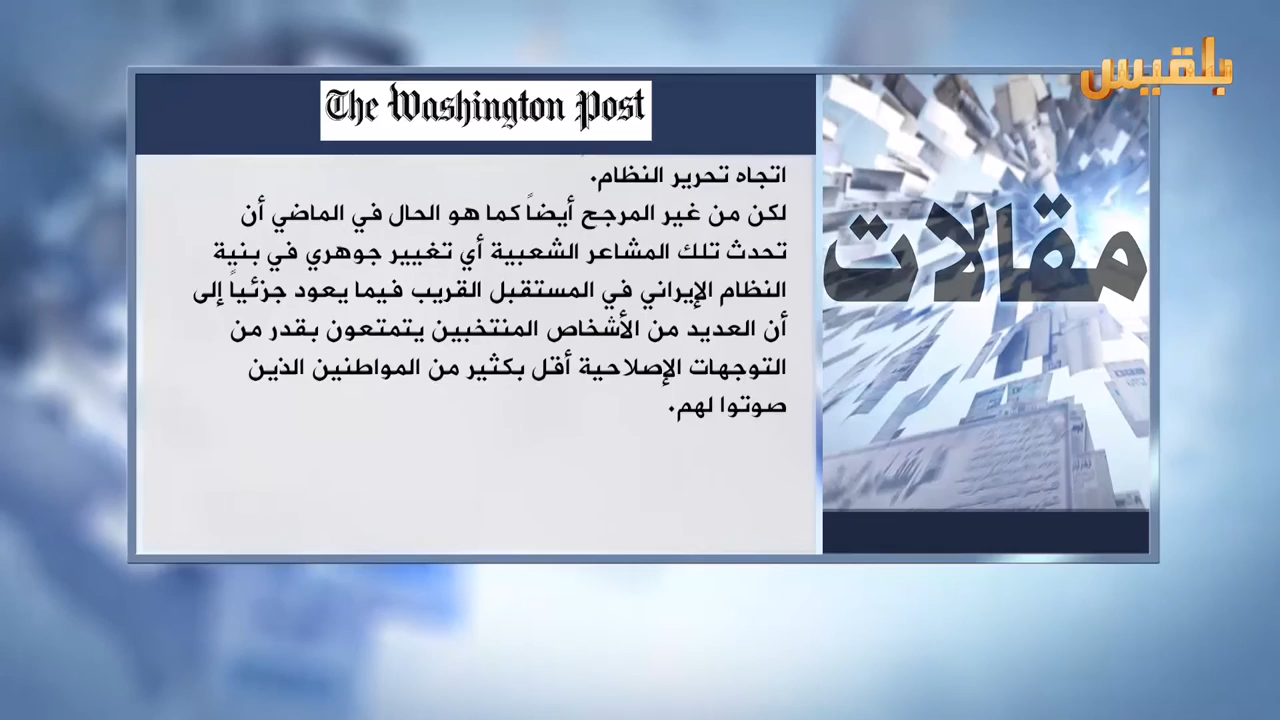 بلقيس
The Washington Post
اتجاه تحرير النظام.
لكن من غير المرجح أيضاً كما هو الحال في الماضي أن
تحدث تلك المشاعر الشعبية أي تغيير جوهري في بنية
النظام الإيراني في المستقبل القريب فيما يعود جزئياً إلى
أن العديد من الأشخاص المنتخبين يتمتعون بقدر من
التوجهات الإصلاحية أقل بكثير من المواطنين الذين
صوتوا لهم.
مقالات